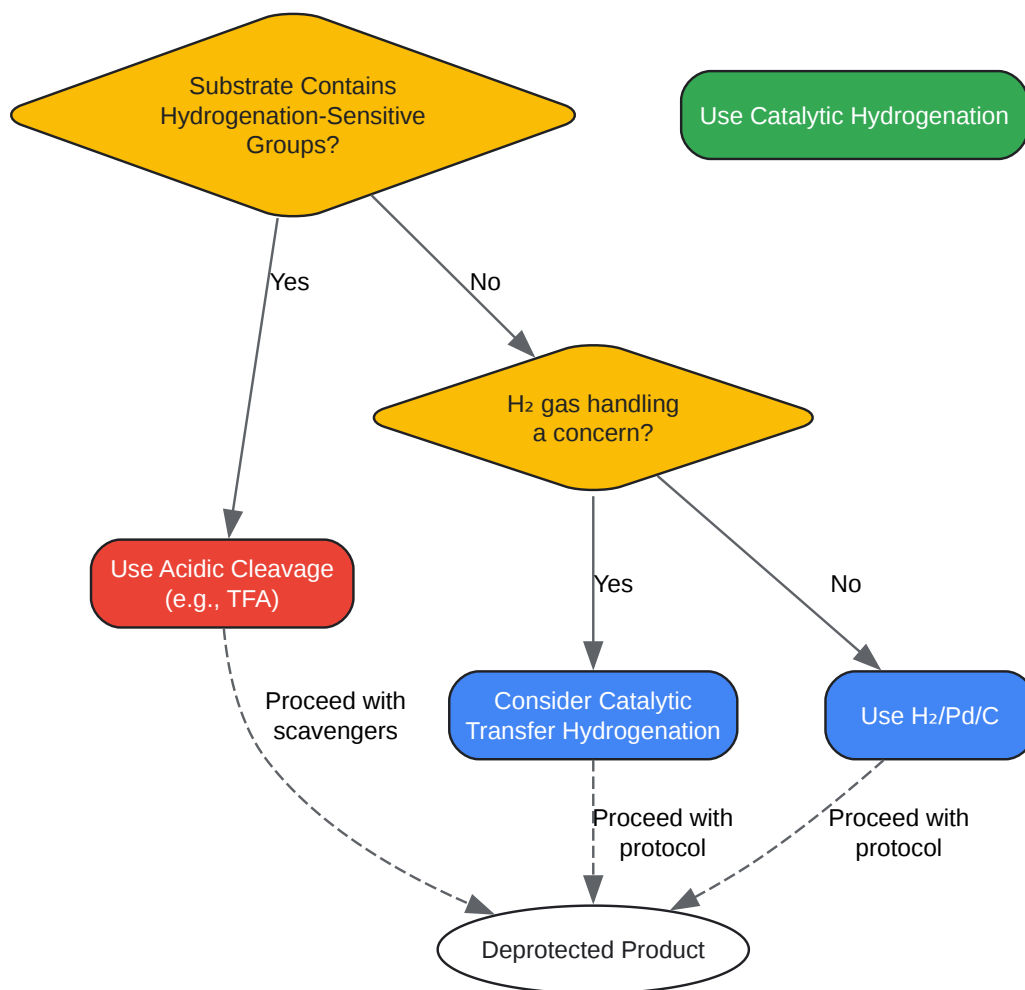 Substrate Contains
Hydrogenation-Sensitive
Groups?
Use Catalytic Hydrogenation
Yes
No
H₂ gas handling
a concern?
Use Acidic Cleavage
(e.g., TFA)
Yes
No
Proceed with
scavengers
Consider Catalytic
Transfer Hydrogenation
Use H₂/Pd/C
Proceed with
protocol
Proceed with
protocol
Deprotected Product